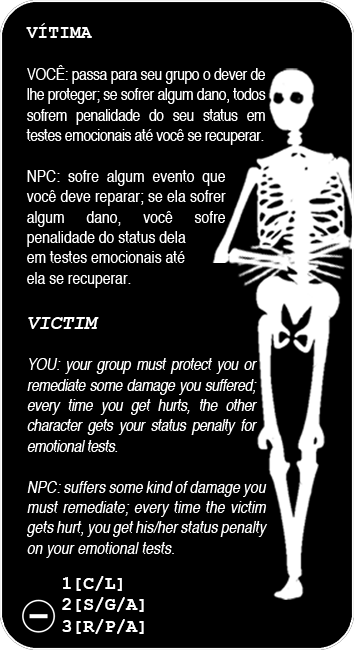 VÍTIMA
VOCÊ: passa para seu grupo o dever de
lhe proteger; se sofrer algum dano, todos
sofrem penalidade do seu status em
testes emocionais até você se recuperar.
NPC: sofre algum evento que
você deve reparar; se ela sofrer
algum dano, você sofre
penalidade do status dela
em testes emocionais até
ela se recuperar.
VICTIM
YOU: your group must protect you or
remediate some damage you suffered;
every time you get hurts, the other
character gets your status penalty for
emotional tests.
NPC: suffers some kind of damage you
must remediate; every time the victim
gets hurt, you get his/her status penalty
on your emotional tests.
1[C/L]
2[S/G/A]
3[R/P/A]